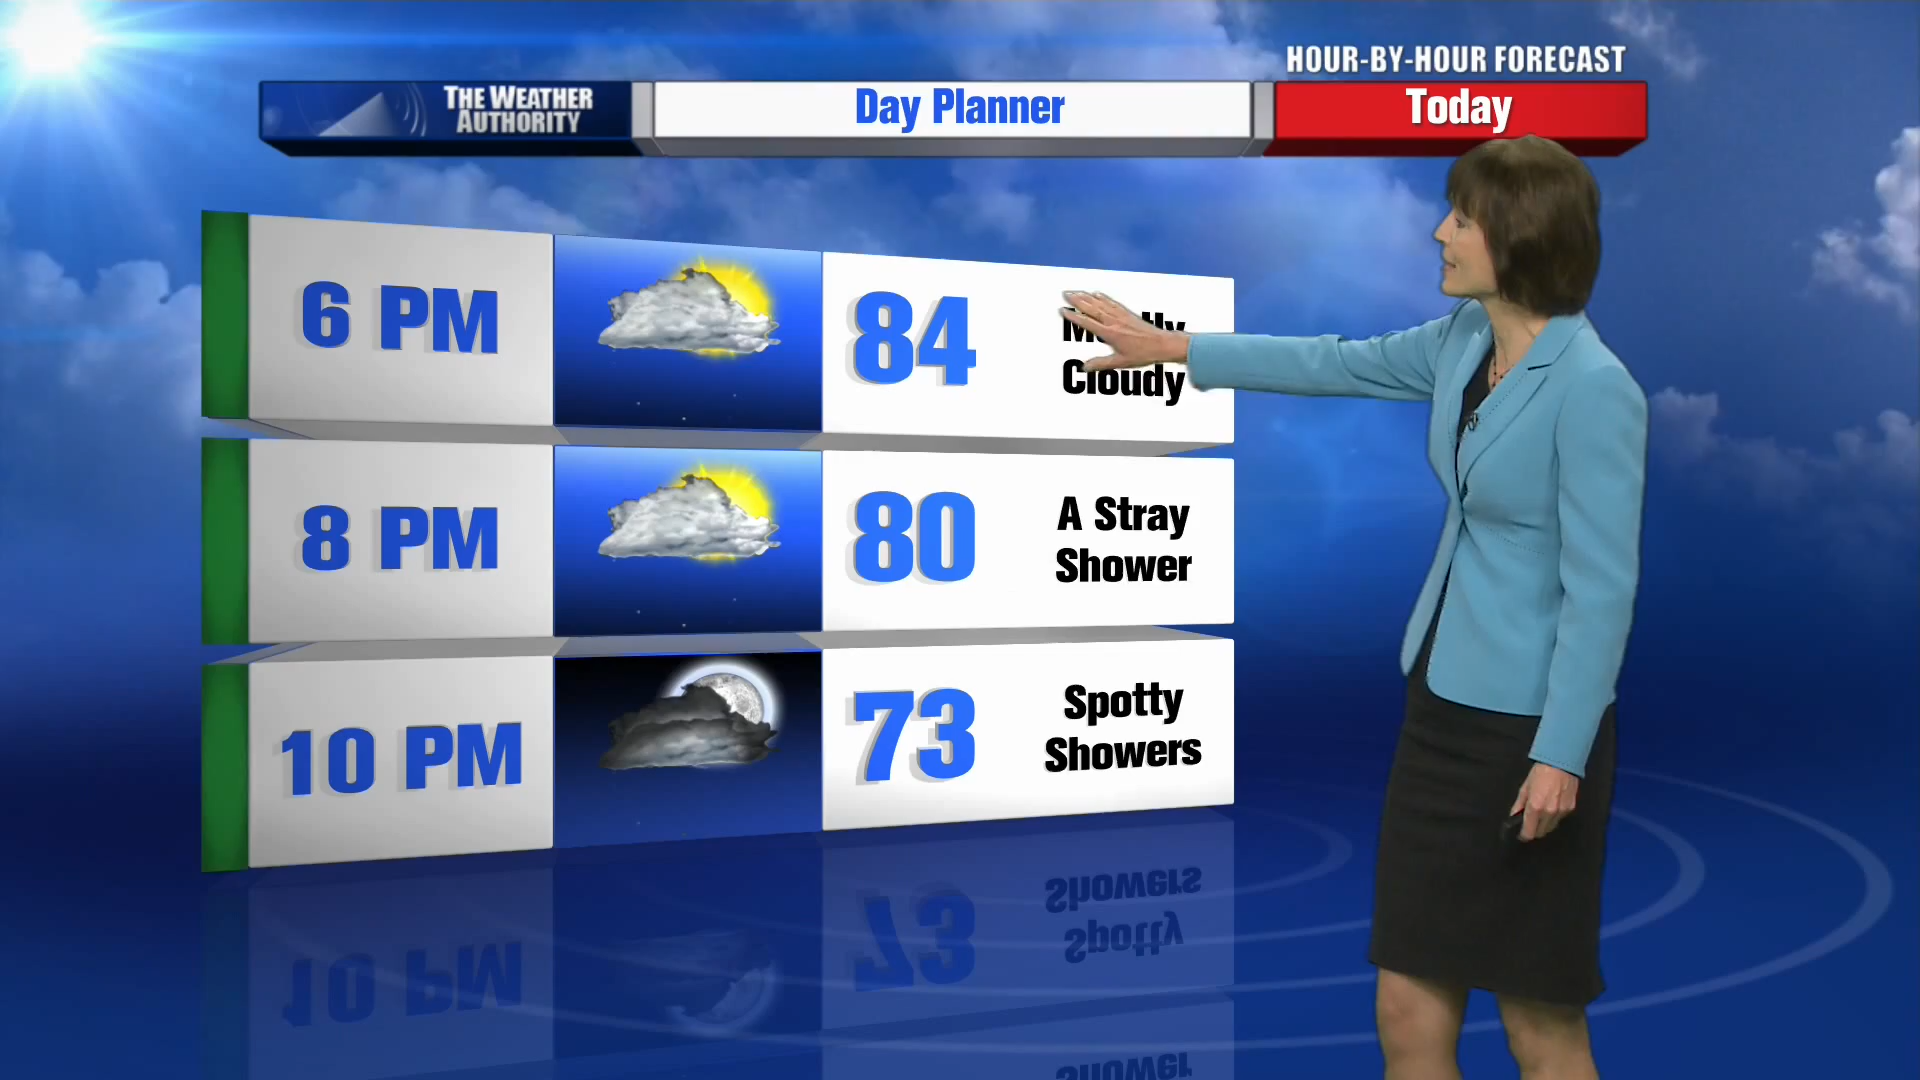 HOUR-BY-HOUR FORECAST
THE WEATHER
AUTHORITY
Day Planner
Today
6 PM
84
Cloudy
8 PM
80
A Stray
Shower
10 PM
73
Spotty
Showers